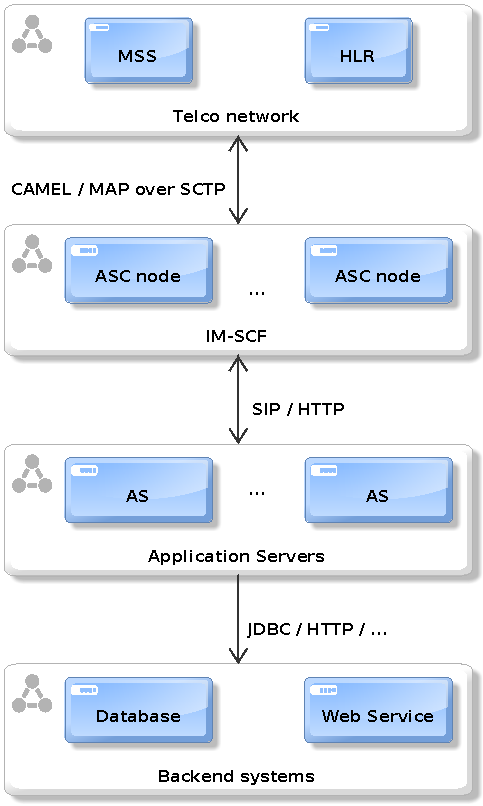 MSS
HLR
Telco network
CAMEL / MAP over SCTP
ASC node
...
ASC node
IM-SCF
SIP / HTTP
AS
...
AS
Application Servers
JDBC / HTTP / ...
Database
Web Service
Backend systems